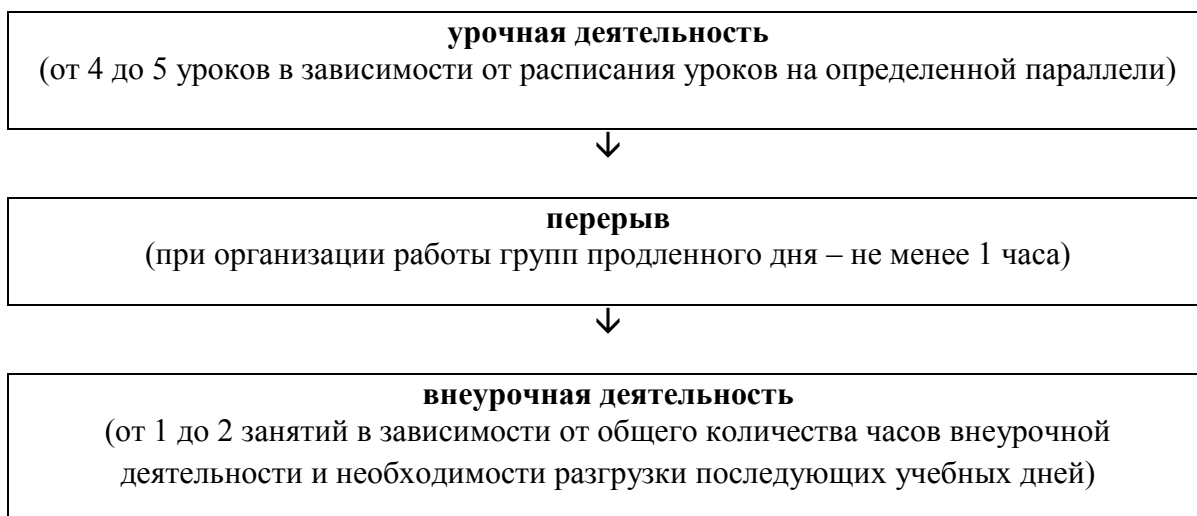 урочная деятельность
(от 4 до 5 уроков в зависимости от расписания уроков на определенной параллели)
перерыв
(при организации работы групп продленного дня – не менее 1 часа)
внеурочная деятельность
(от 1 до 2 занятий в зависимости от общего количества часов внеурочной
деятельности и необходимости разгрузки последующих учебных дней)